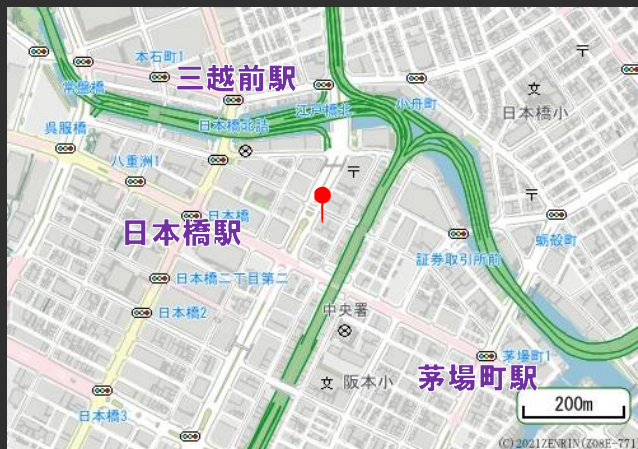 本石町1
〒
三越前駅
常盤橋
江戸橋北
小舟町
文
日本橋小
呉服橋
日本橋北詰
八重洲1
〒
〒
日本橋
日本橋駅
蛎殻町
証券取引所前
日本橋二丁目第二
日本橋2
中央署
茅場町1
文 阪本小
茅場町駅
200m
日本橋3
(C)2021ZENRIN(Z08E-771